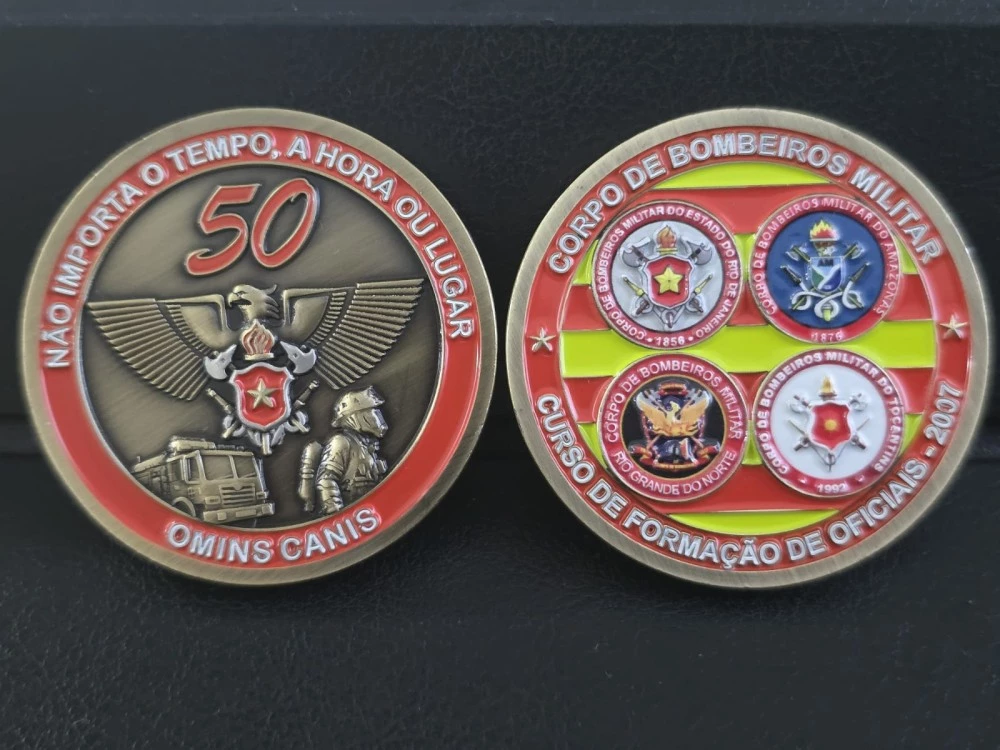 NÃO IMPORTA O TEMPO, A HORA OU LUGAR
50
OMINS CANIS
CORPO DE BOMBEIROS MILITAR
CORPO DE BOMBEIROS MILITAR DO ESTADO DO RIO DE JANEIRO
· 1856 ·
CORPO DE BOMBEIROS MILITAR DO AMAZONAS
1876
CORPO DE BOMBEIROS MILITAR
RIO GRANDE DO NORTE
CORPO DE BOMBEIROS MILITAR DO TOCANTINS
· 1992 ·
CURSO DE FORMAÇÃO DE OFICIAIS - 2007